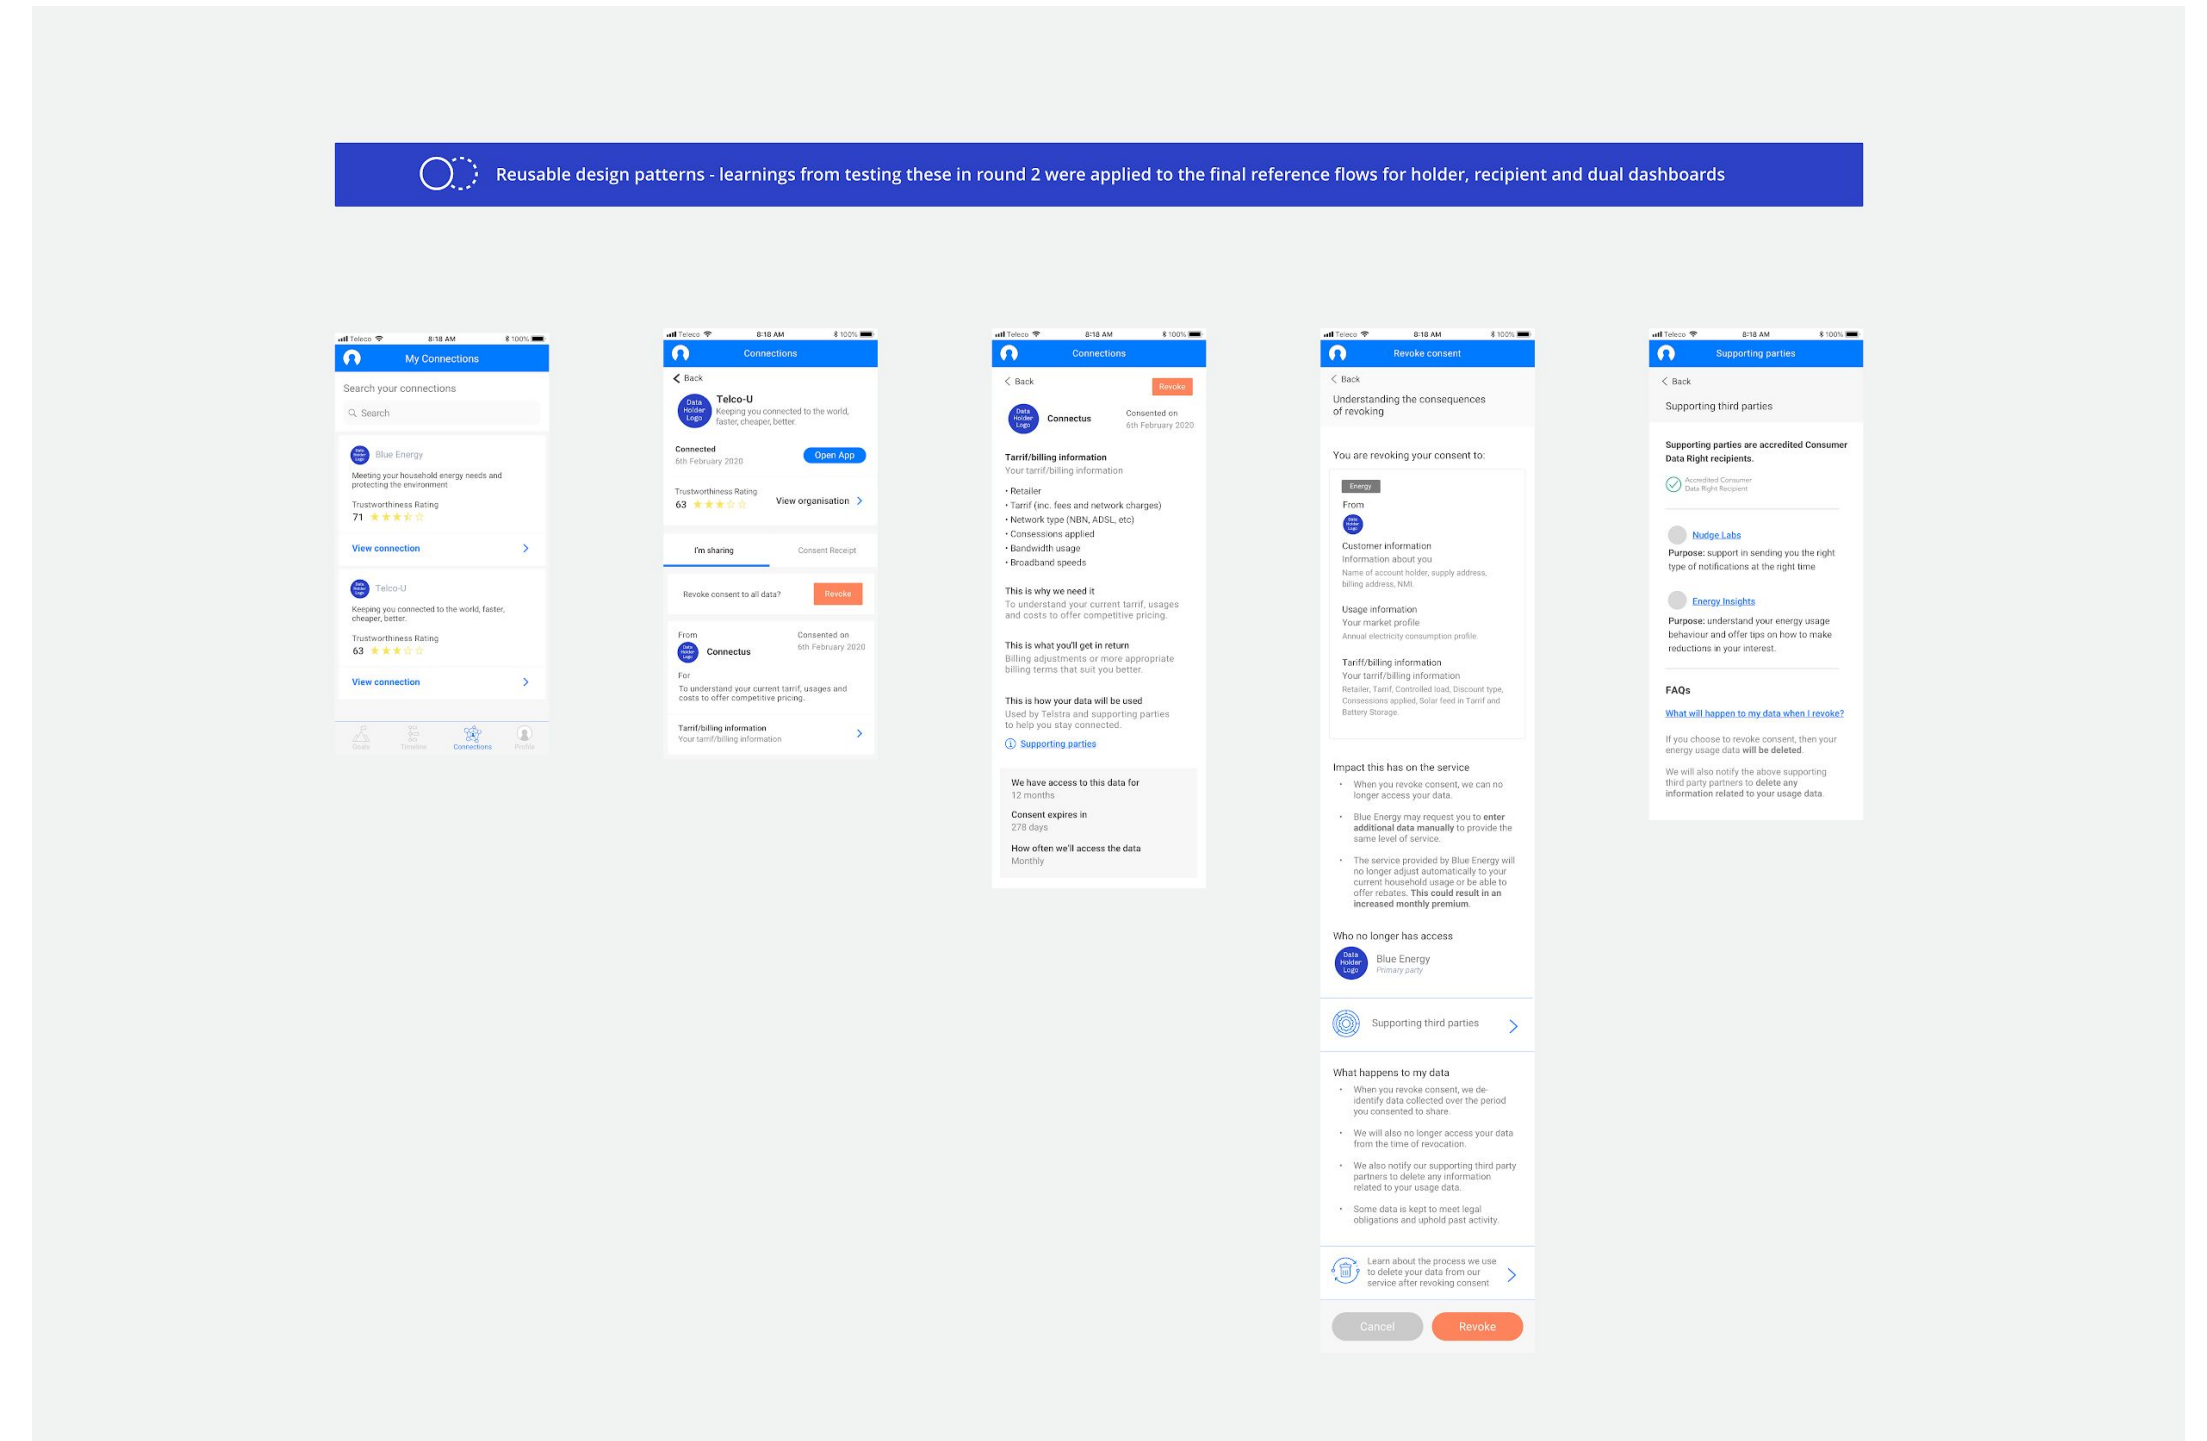 Reusable design patterns - learnings from testing these in round 2 were applied to the final reference flows for holder, recipient and dual dashboards
Teleco
8:18 AM
100%
My Connections
Search your connections
Search
Data
Holder
Logo
Blue Energy
Meeting your household energy needs and
protecting the environment
Trustworthiness Rating
71
View connection
Data
Holder
Logo
Telco-U
Keeping you connected to the world, faster,
cheaper, better.
Trustworthiness Rating
63
View connection
Goals
Timeline
Connections
Profile
Teleco
8:18 AM
100%
Connections
Back
Data
Holder
Logo
Telco-U
Keeping you connected to the world,
faster, cheaper, better.
Connected
6th February 2020
Open App
Trustworthiness Rating
63
View organisation
I'm sharing
Consent Receipt
Revoke consent to all data?
Revoke
From
Consented on
6th February 2020
Data
Holder
Logo
Connectus
For
To understand your current tarrif, usages and
costs to offer competitive pricing.
Tarrif/billing information
Your tarrif/billing information
Teleco
8:18 AM
100%
Connections
Back
Revoke
Data
Holder
Logo
Connectus
Consented on
6th February 2020
Tarrif/billing information
Your tarrif/billing information
• Retailer
• Tarrif (inc. fees and network charges)
• Network type (NBN, ADSL, etc)
• Consessions applied
• Bandwidth usage
• Broadband speeds
This is why we need it
To understand your current tarrif, usages
and costs to offer competitive pricing.
This is what you'll get in return
Billing adjustments or more appropriate
billing terms that suit you better.
This is how your data will be used
Used by Telstra and supporting parties
to help you stay connected.
Supporting parties
We have access to this data for
12 months
Consent expires in
278 days
How often we'll access the data
Monthly
Teleco
8:18 AM
100%
Revoke consent
Back
Understanding the consequences
of revoking
You are revoking your consent to:
Energy
From
Data
Holder
Logo
Customer information
Information about you
Name of account holder, supply address,
billing address, NMI.
Usage information
Your market profile
Annual electricity consumption profile.
Tariff/billing information
Your tarrif/billing information
Retailer, Tarrif, Controlled load, Discount type,
Consessions applied, Solar feed in Tarrif and
Battery Storage.
Impact this has on the service
• When you revoke consent, we can no
longer access your data.
• Blue Energy may request you to enter
additional data manually to provide the
same level of service.
• The service provided by Blue Energy will
no longer adjust automatically to your
current household usage or be able to
offer rebates. This could result in an
increased monthly premium.
Who no longer has access
Data
Holder
Logo
Blue Energy
Primary party
Supporting third parties
What happens to my data
• When you revoke consent, we de-
identify data collected over the period
you consented to share.
• We will also no longer access your data
from the time of revocation.
• We also notify our supporting third party
partners to delete any information
related to your usage data.
• Some data is kept to meet legal
obligations and uphold past activity.
Learn about the process we use
to delete your data from our
service after revoking consent
Cancel
Revoke
Teleco
8:18 AM
100%
Supporting parties
Back
Supporting third parties
Supporting parties are accredited Consumer
Data Right recipients.
Accredited Consumer
Data Right Recipient
Nudge Labs
Purpose: support in sending you the right
type of notifications at the right time
Energy Insights
Purpose: understand your energy usage
behaviour and offer tips on how to make
reductions in your interest.
FAQs
What will happen to my data when I revoke?
If you choose to revoke consent, then your
energy usage data will be deleted.
We will also notify the above supporting
third party partners to delete any
information related to your usage data.